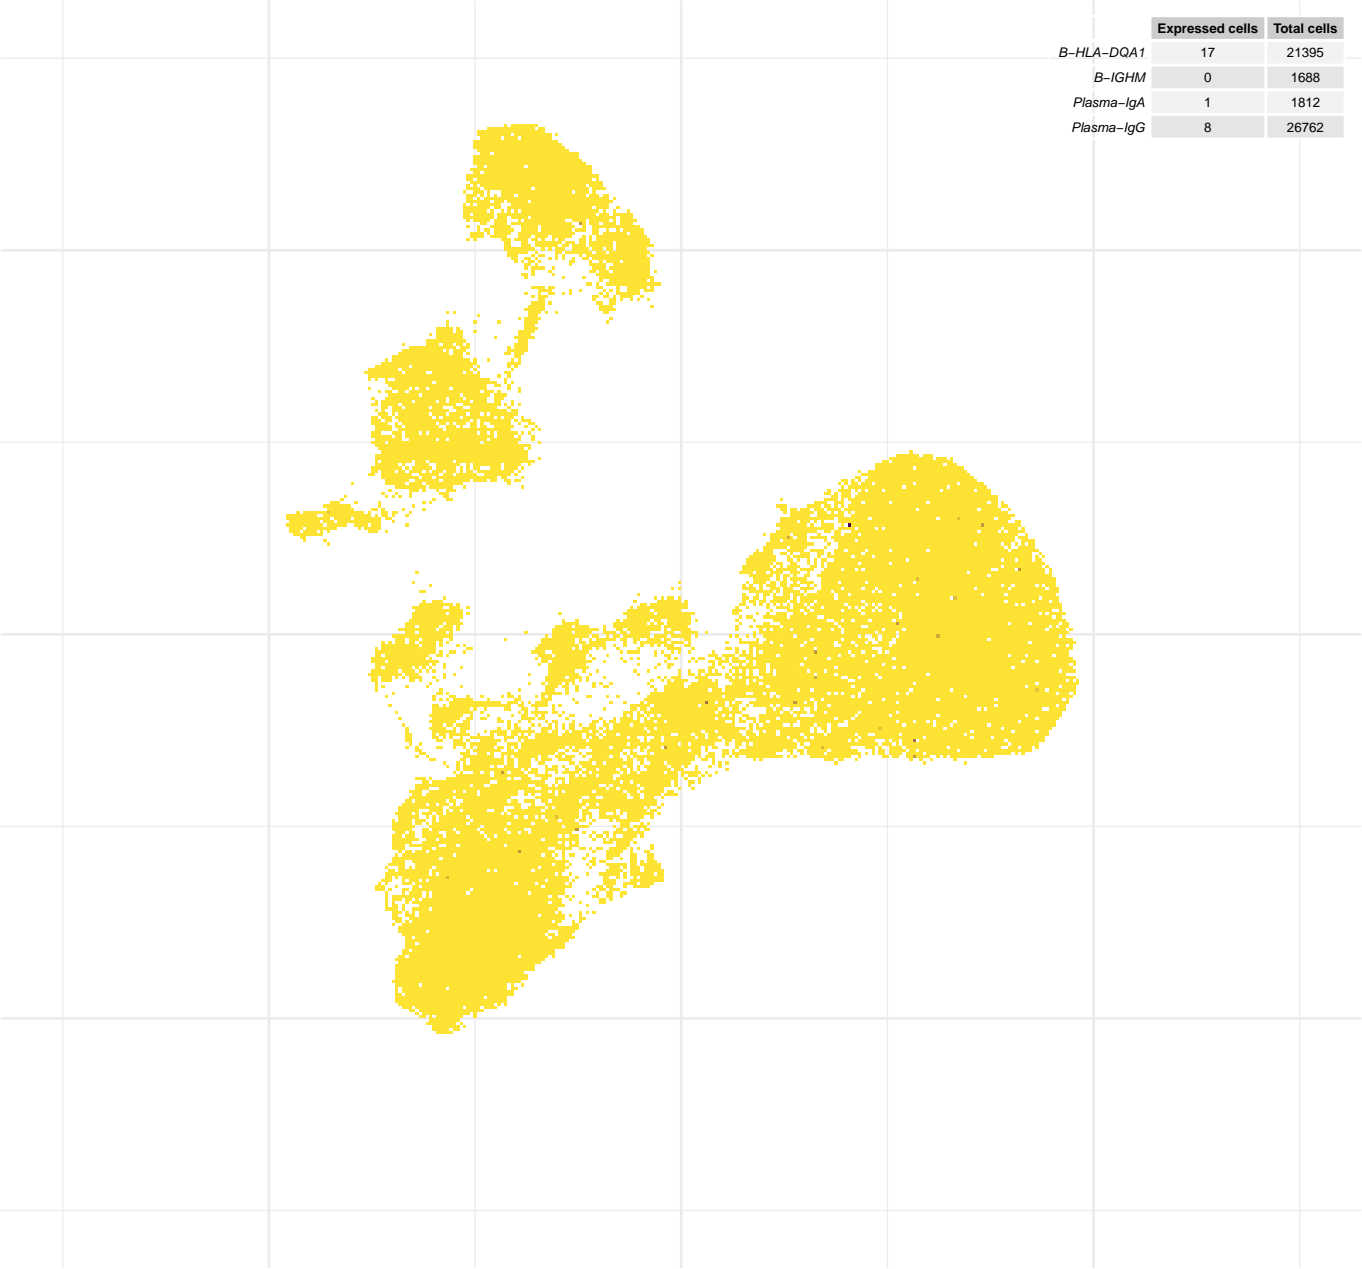 Expressed cells Total cells
B−HLA−DQA1 17 21395
B−IGHM 0 1688
Plasma−IgA 1 1812
Plasma−IgG 8 26762